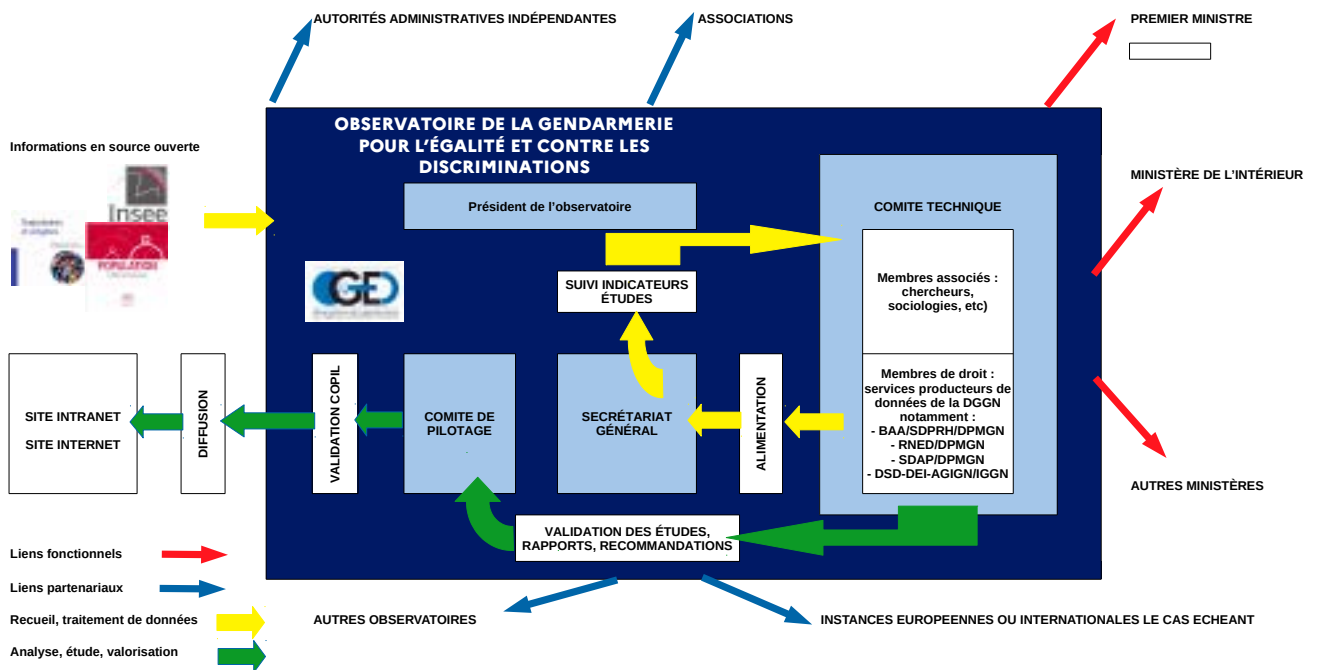 AUTORITÉS ADMINISTRATIVES INDÉPENDANTES
ASSOCIATIONS
PREMIER MINISTRE
OBSERVATOIRE DE LA GENDARMERIE
POUR L'ÉGALITÉ ET CONTRE LES
DISCRIMINATIONS
Informations en source ouverte
Insee
POPULATION
Président de l'observatoire
COMITE TECHNIQUE
MINISTÈRE DE L'INTÉRIEUR
SUIVI INDICATEURS
ÉTUDES
Membres associés :
chercheurs,
sociologies, etc)
Membres de droit :
services producteurs de
données de la DGGN
notamment :
- BAA/SDPRH/DPMGN
- RNED/DPMGN
- SDAP/DPMGN
- DSD-DEI-AGIGN/IGGN
SITE INTRANET
SITE INTERNET
DIFFUSION
VALIDATION COPIL
COMITE DE
PILOTAGE
SECRÉTARIAT
GÉNÉRAL
ALIMENTATION
AUTRES MINISTÈRES
VALIDATION DES ÉTUDES,
RAPPORTS, RECOMMANDATIONS
Liens fonctionnels
Liens partenariaux
Recueil, traitement de données
Analyse, étude, valorisation
AUTRES OBSERVATOIRES
INSTANCES EUROPEENNES OU INTERNATIONALES LE CAS ECHEANT